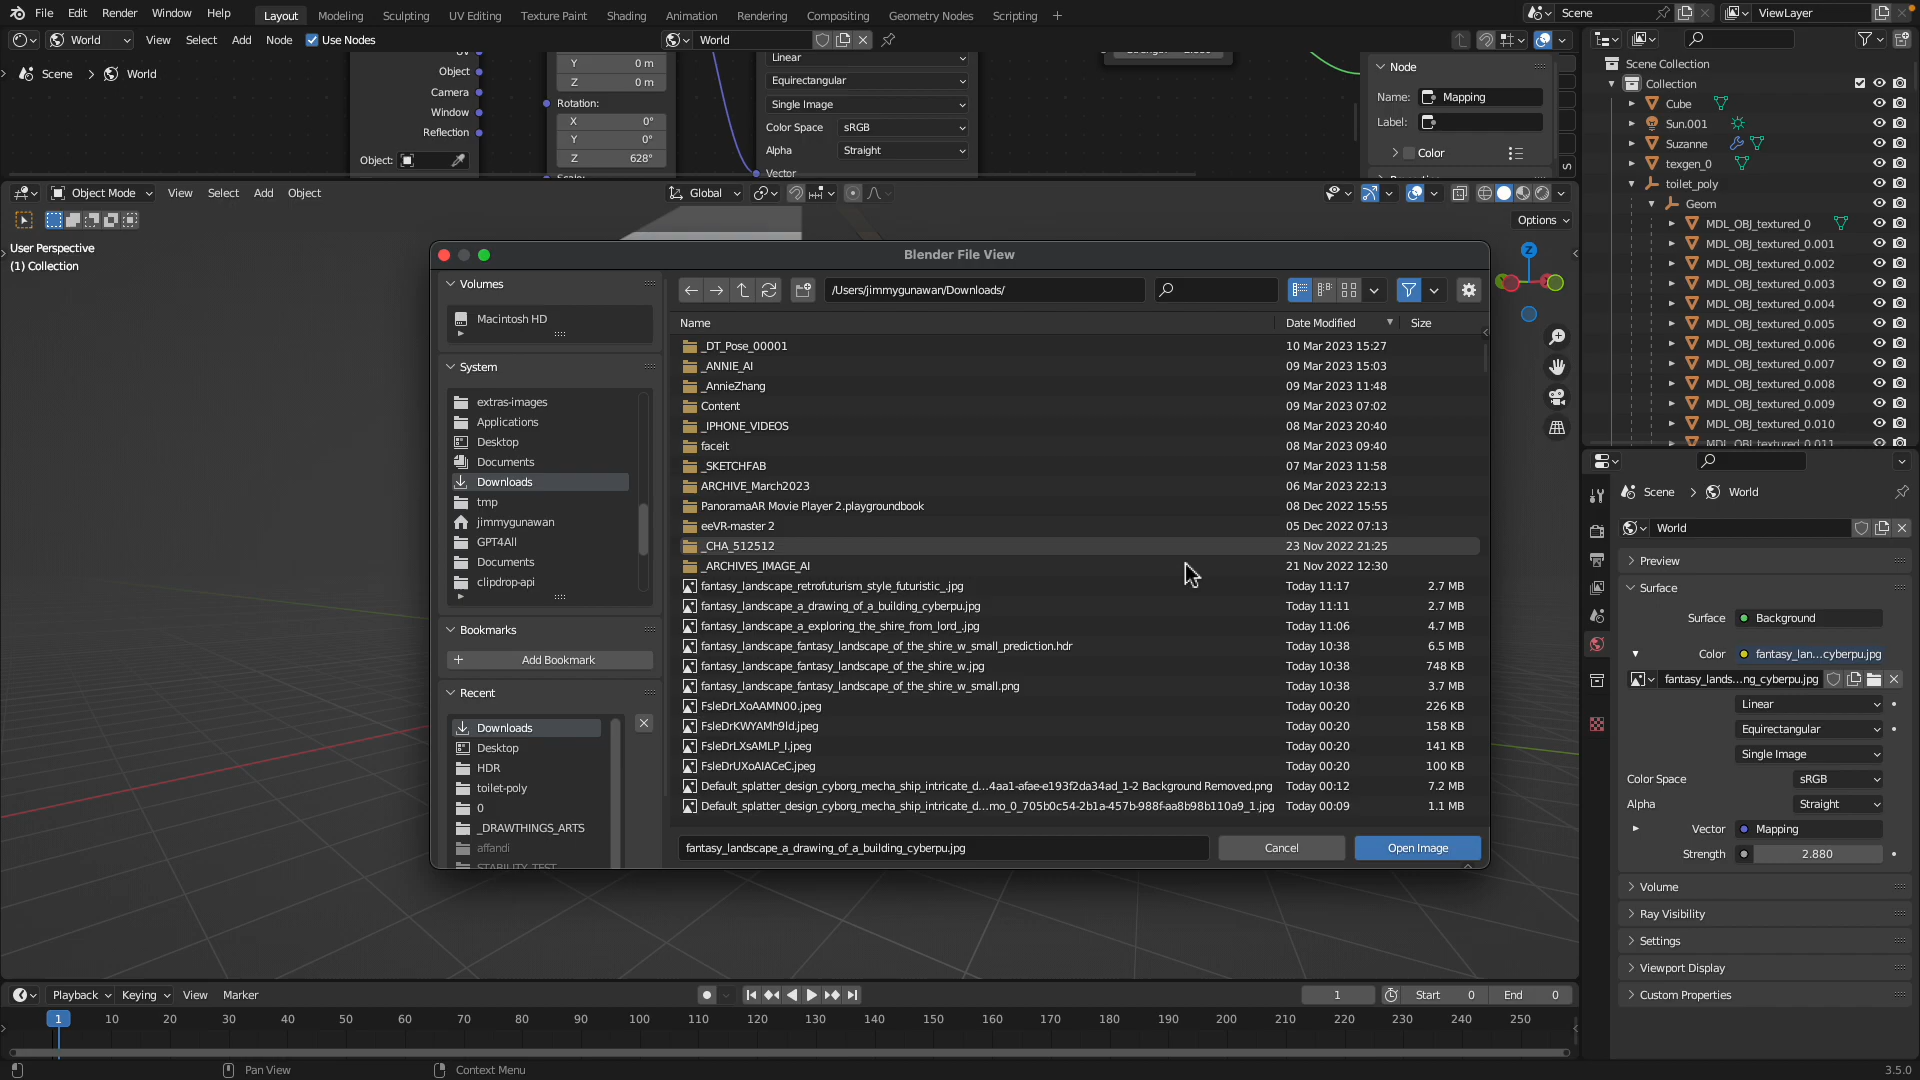 File Edit Render Window Help Layout Modeling Sculpting UV Editing Texture Paint Shading Animation Rendering Compositing Geometry Nodes Scripting + Scene ViewLayer
World View Select Add Node Use Nodes World
Scene > World
Object
Camera
Window
Reflection
Object:
Y 0 m
Z 0 m
Rotation:
X 0°
Y 0°
Z 628°
Linear
Equirectangular
Single Image
Color Space sRGB
Alpha Straight
Vector
Node
Name: Mapping
Label:
Color
Object Mode View Select Add Object Global
Options
User Perspective
(1) Collection
Z
Scene Collection
Collection
Cube
Sun.001
Suzanne
texgen_0
toilet_poly
Geom
MDL_OBJ_textured_0
MDL_OBJ_textured_0.001
MDL_OBJ_textured_0.002
MDL_OBJ_textured_0.003
MDL_OBJ_textured_0.004
MDL_OBJ_textured_0.005
MDL_OBJ_textured_0.006
MDL_OBJ_textured_0.007
MDL_OBJ_textured_0.008
MDL_OBJ_textured_0.009
MDL_OBJ_textured_0.010
MDL_OBJ_textured_0.011
Blender File View
Volumes
Macintosh HD
System
extras-images
Applications
Desktop
Documents
Downloads
tmp
jimmygunawan
GPT4All
Documents
clipdrop-api
Bookmarks
+ Add Bookmark
Recent
Downloads
Desktop
HDR
toilet-poly
0
_DRAWTHINGS_ARTS
affandi
STABILITY_TEST
/Users/jimmygunawan/Downloads/
Name Date Modified Size
_DT_Pose_00001 10 Mar 2023 15:27
_ANNIE_AI 09 Mar 2023 15:03
_AnnieZhang 09 Mar 2023 11:48
Content 09 Mar 2023 07:02
_IPHONE_VIDEOS 08 Mar 2023 20:40
faceit 08 Mar 2023 09:40
_SKETCHFAB 07 Mar 2023 11:58
ARCHIVE_March2023 06 Mar 2023 22:13
PanoramaAR Movie Player 2.playgroundbook 08 Dec 2022 15:55
eeVR-master 2 05 Dec 2022 07:13
_CHA_512512 23 Nov 2022 21:25
_ARCHIVES_IMAGE_AI 21 Nov 2022 12:30
fantasy_landscape_retrofuturism_style_futuristic_.jpg Today 11:17 2.7 MB
fantasy_landscape_a_drawing_of_a_building_cyberpu.jpg Today 11:11 2.7 MB
fantasy_landscape_a_exploring_the_shire_from_lord_.jpg Today 11:06 4.7 MB
fantasy_landscape_fantasy_landscape_of_the_shire_w_small_prediction.hdr Today 10:38 6.5 MB
fantasy_landscape_fantasy_landscape_of_the_shire_w.jpg Today 10:38 748 KB
fantasy_landscape_fantasy_landscape_of_the_shire_w_small.png Today 10:38 3.7 MB
FsleDrLXoAAMN00.jpeg Today 00:20 226 KB
FsleDrKWYAMh9ld.jpeg Today 00:20 158 KB
FsleDrLXsAMLP_I.jpeg Today 00:20 141 KB
FsleDrUXoAIACeC.jpeg Today 00:20 100 KB
Default_splatter_design_cyborg_mecha_ship_intricate_d...4aa1-afae-e193f2da34ad_1-2 Background Removed.png Today 00:12 7.2 MB
Default_splatter_design_cyborg_mecha_ship_intricate_d...mo_0_705b0c54-2b1a-457b-988f-aa8b98b110a9_1.jpg Today 00:09 1.1 MB
fantasy_landscape_a_drawing_of_a_building_cyberpu.jpg Cancel Open Image
Scene > World
World
Preview
Surface
Surface Background
Color fantasy_lan...cyberpu.jpg
fantasy_lands...ng_cyberpu.jpg
Linear
Equirectangular
Single Image
Color Space sRGB
Alpha Straight
Vector Mapping
Strength 2.880
Volume
Ray Visibility
Settings
Viewport Display
Custom Properties
Playback Keying View Marker 1 Start 0 End 0
1 10 20 30 40 50 60 70 80 90 100 110 120 130 140 150 160 170 180 190 200 210 220 230 240 250
Pan View Context Menu 3.5.0